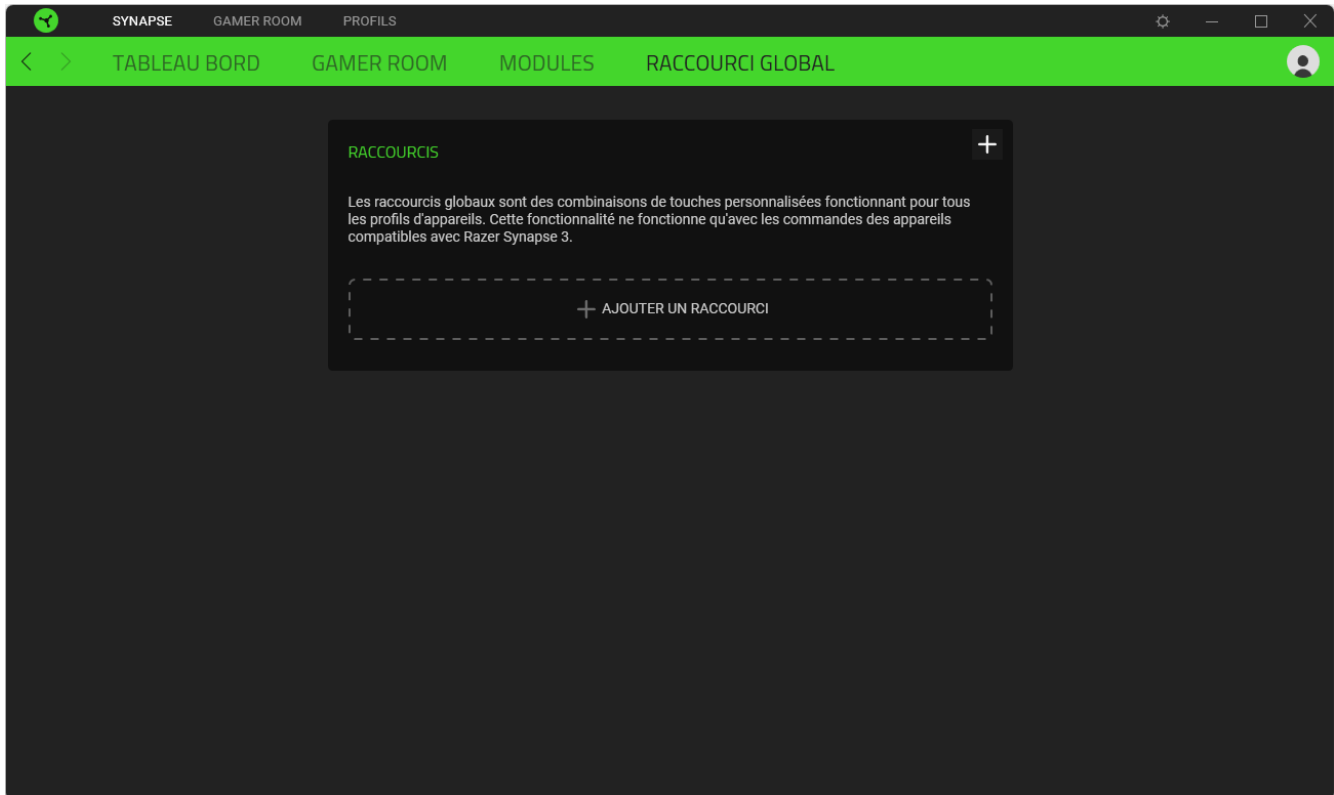 SYNAPSE GAMER ROOM PROFILS
TABLEAU BORD GAMER ROOM MODULES RACCOURCI GLOBAL
RACCOURCIS
Les raccourcis globaux sont des combinaisons de touches personnalisées fonctionnant pour tous
les profils d'appareils. Cette fonctionnalité ne fonctionne qu'avec les commandes des appareils
compatibles avec Razer Synapse 3.
AJOUTER UN RACCOURCI